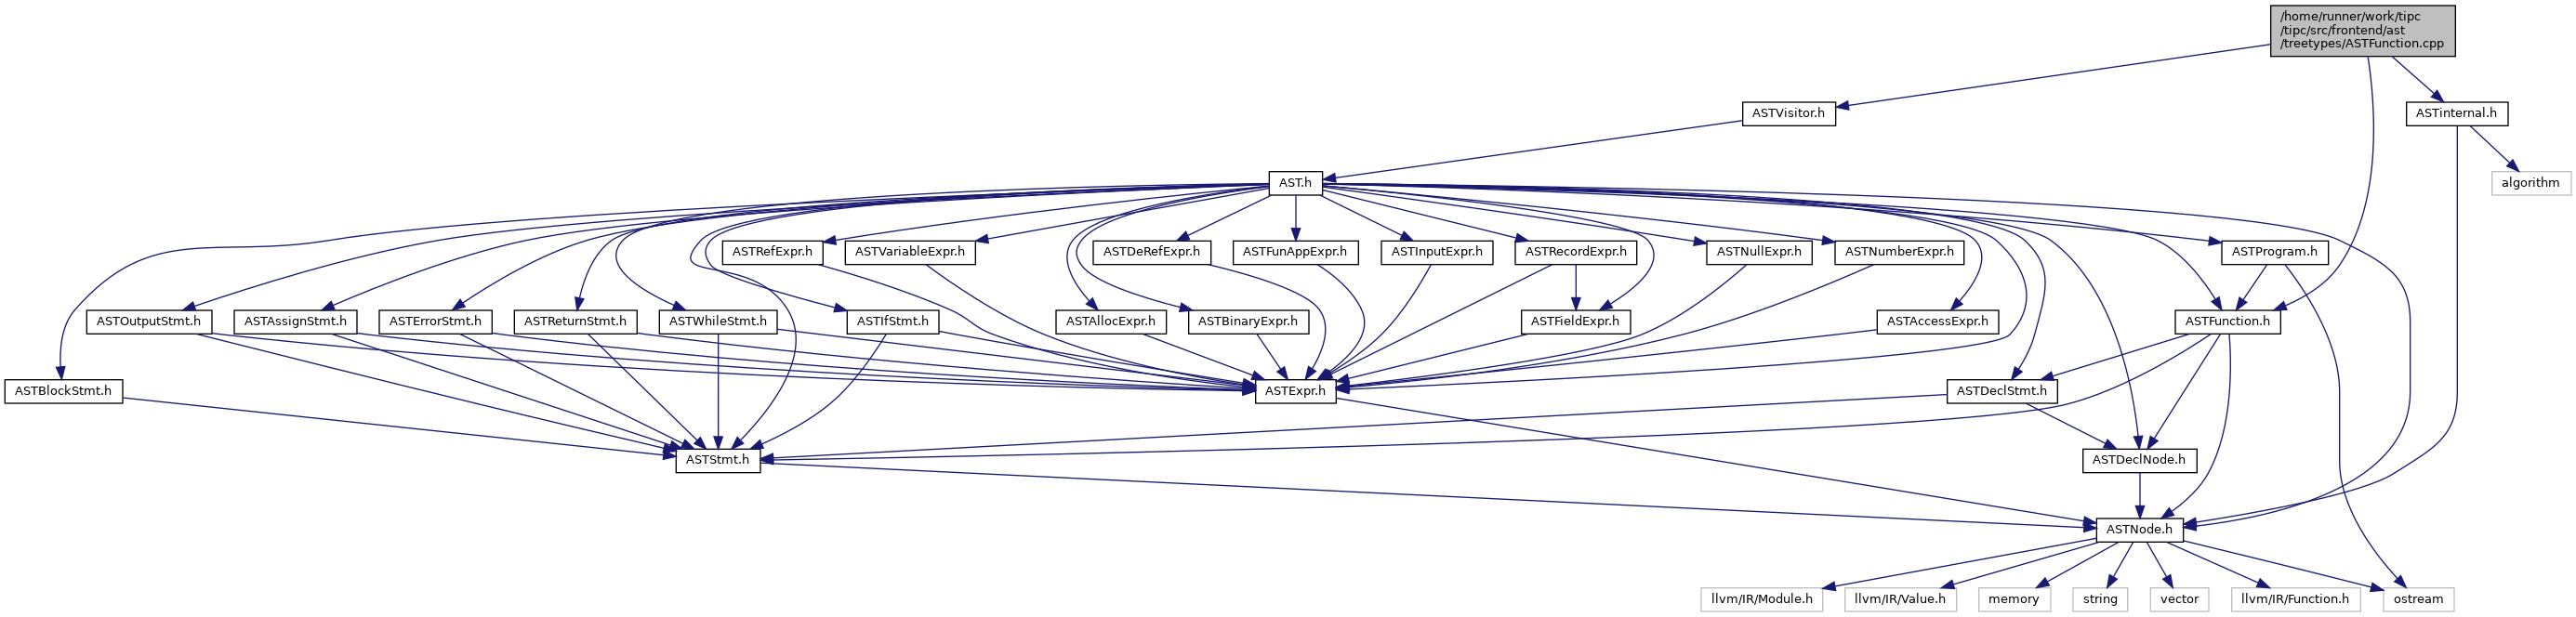 /home/runner/work/tipc
/tipc/src/frontend/ast
/treetypes/ASTFunction.cpp
ASTVisitor.h
ASTinternal.h
AST.h
algorithm
ASTRefExpr.h
ASTVariableExpr.h
ASTDeRefExpr.h
ASTFunAppExpr.h
ASTInputExpr.h
ASTRecordExpr.h
ASTNullExpr.h
ASTNumberExpr.h
ASTProgram.h
ASTOutputStmt.h
ASTAssignStmt.h
ASTErrorStmt.h
ASTReturnStmt.h
ASTWhileStmt.h
ASTIfStmt.h
ASTAllocExpr.h
ASTBinaryExpr.h
ASTFieldExpr.h
ASTAccessExpr.h
ASTFunction.h
ASTBlockStmt.h
ASTExpr.h
ASTDeclStmt.h
ASTStmt.h
ASTDeclNode.h
ASTNode.h
llvm/IR/Module.h
llvm/IR/Value.h
memory
string
vector
llvm/IR/Function.h
ostream